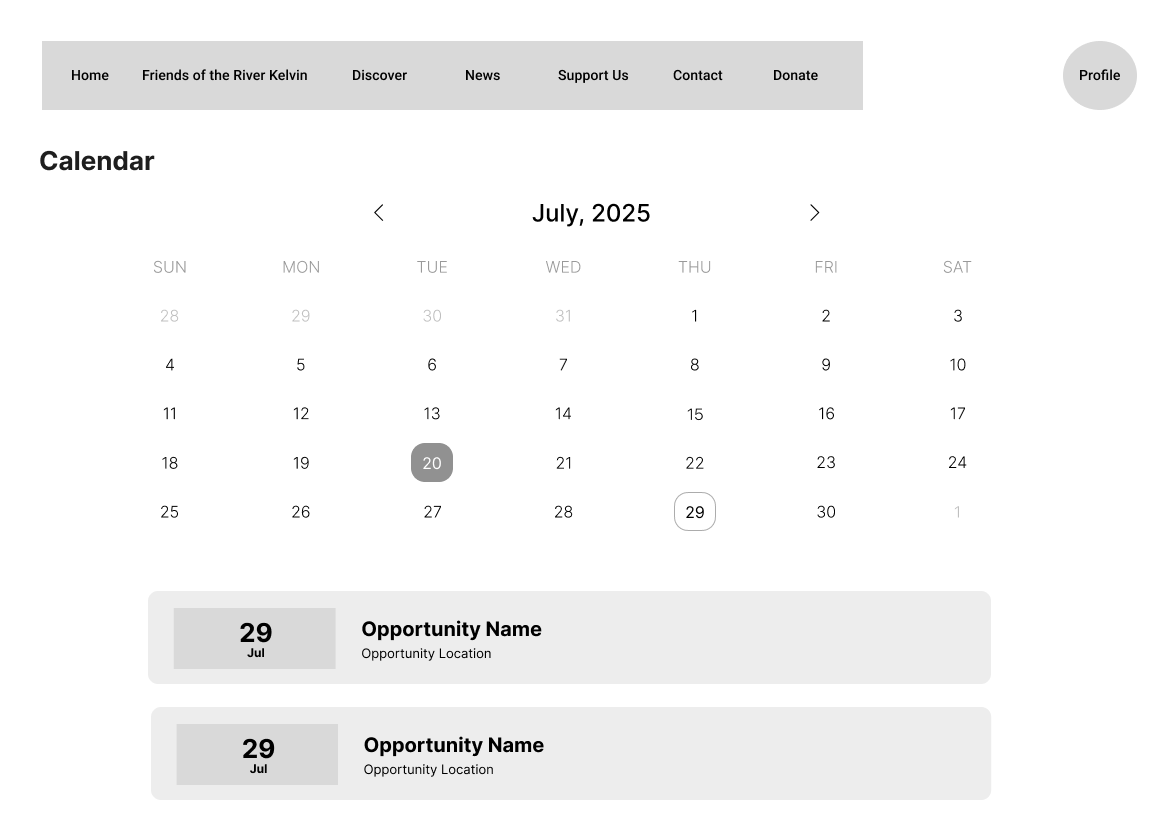 Home Friends of the River Kelvin Discover News Support Us Contact Donate Profile
Calendar
July, 2025
SUN MON TUE WED THU FRI SAT
28 29 30 31 1 2 3
4 5 6 7 8 9 10
11 12 13 14 15 16 17
18 19 20 21 22 23 24
25 26 27 28 29 30 1
29
Jul
Opportunity Name
Opportunity Location
29
Jul
Opportunity Name
Opportunity Location